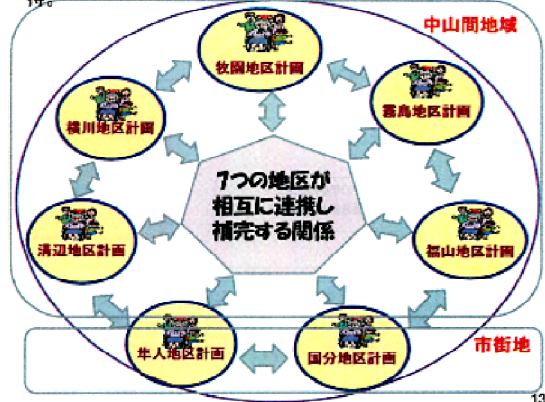 中山間地域
牧園地区計画
霧島地区計画
横川地区計画
7つの地区が
相互に連携し
補完する関係
溝辺地区計画
福山地区計画
隼人地区計画
国分地区計画
市街地
13